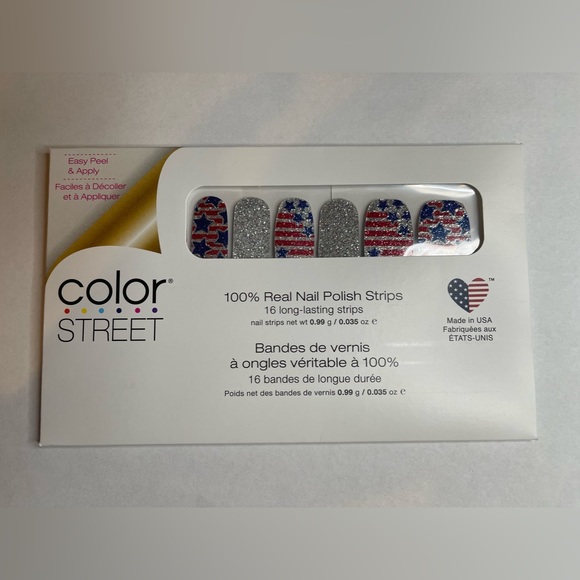 Easy Peel
& Apply
Faciles à Décoller
et à Appliquer
color®
STREET
100% Real Nail Polish Strips
16 long-lasting strips
nail strips net wt 0.99 g / 0.035 oz ℮
Bandes de vernis
à ongles véritable à 100%
16 bandes de longue durée
Poids net des bandes de vernis 0.99 g / 0.035 oz ℮
TM
Made in USA
Fabriquées aux
ÉTATS-UNIS